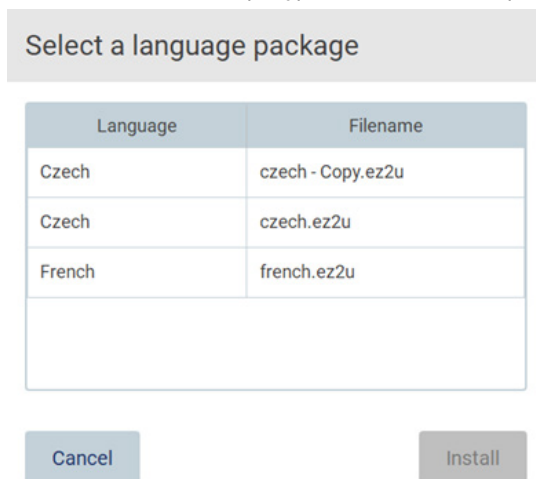 Select a language package
Language Filename
Czech czech - Copy.ez2u
Czech czech.ez2u
French french.ez2u
Cancel Install